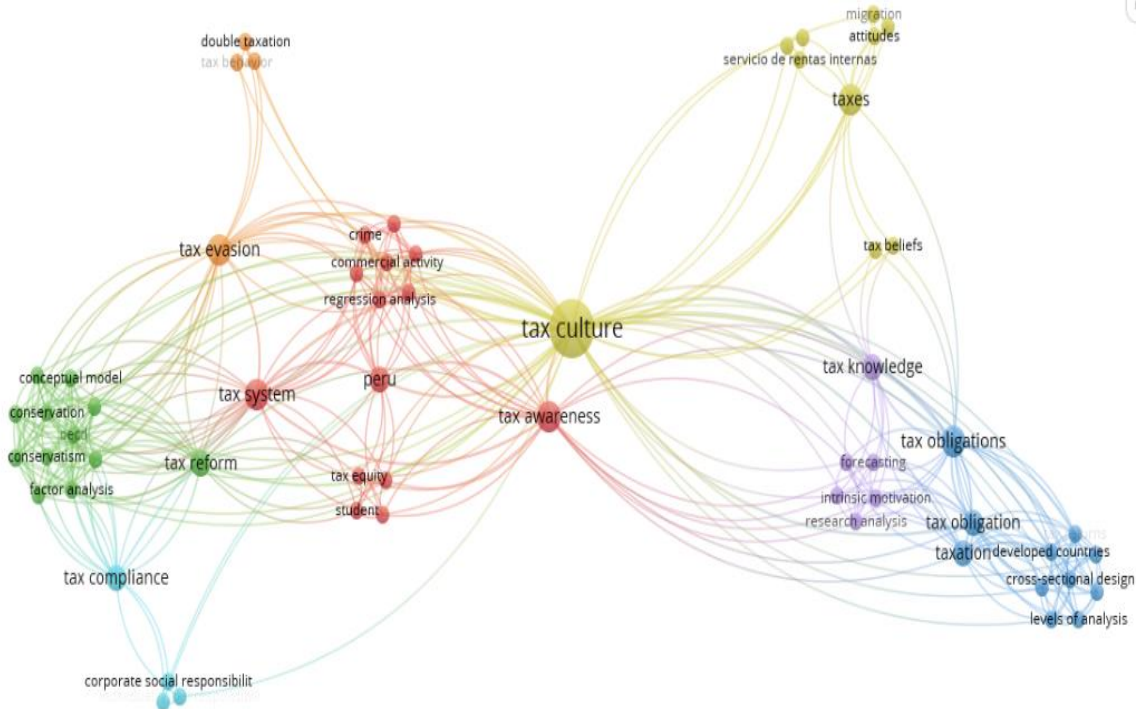 migration
attitudes
double taxation
tax behavior
servicio de rentas internas
taxes
crime
tax evasion
tax beliefs
commercial activity
regression analysis
tax culture
tax knowledge
conceptual model
peru
tax system
conservation
tax awareness
oecd
tax obligations
conservatism
tax reform
forecasting
tax equity
factor analysis
intrinsic motivation
student
research analysis
tax obligation
taxation
developed countries
tax compliance
cross-sectional design
levels of analysis
corporate social responsibilit